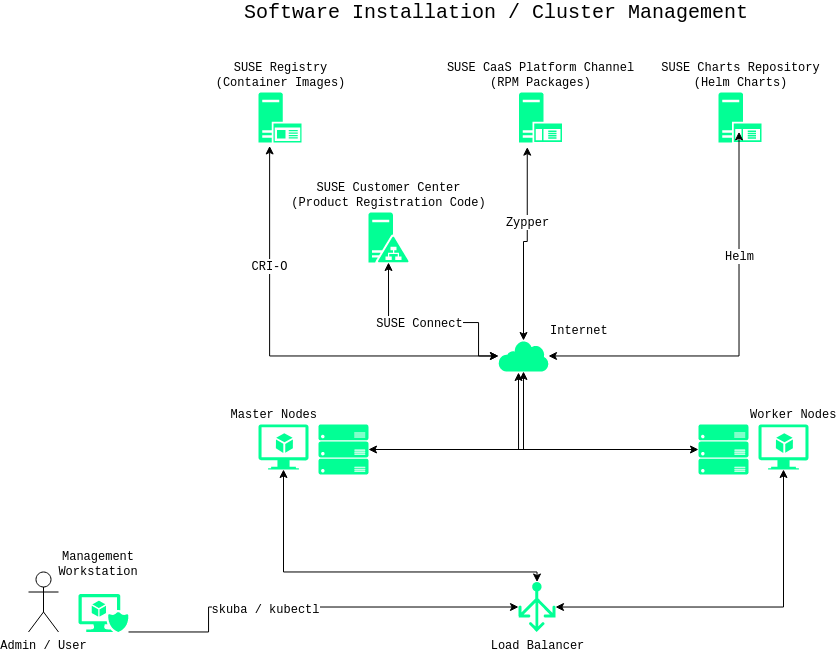 Software Installation / Cluster Management
SUSE Registry
(Container Images)
SUSE CaaS Platform Channel
(RPM Packages)
SUSE Charts Repository
(Helm Charts)
SUSE Customer Center
(Product Registration Code)
Zypper
Helm
CRI-O
SUSE Connect
Internet
Master Nodes
Worker Nodes
Management
Workstation
skuba / kubectl
Admin / User
Load Balancer